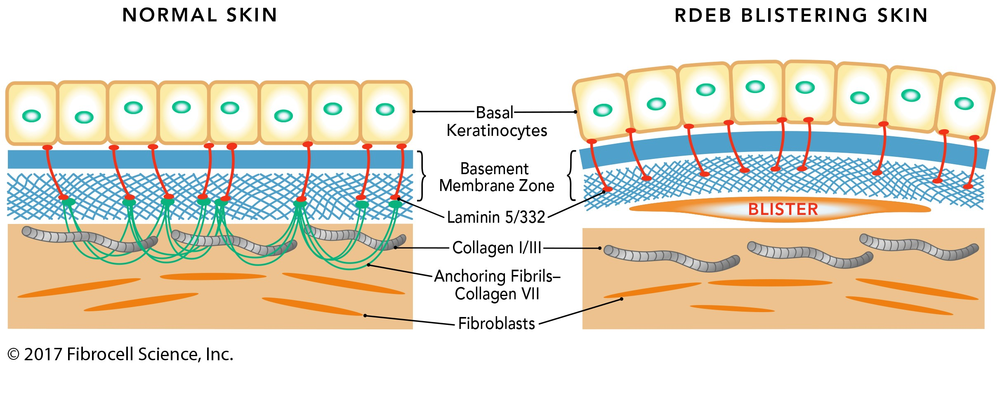 NORMAL SKIN
RDEB BLISTERING SKIN
Basal
Keratinocytes
Basement
Membrane Zone
Laminin 5/332
BLISTER
Collagen I/III
Anchoring Fibrils–
Collagen VII
Fibroblasts
© 2017 Fibrocell Science, Inc.